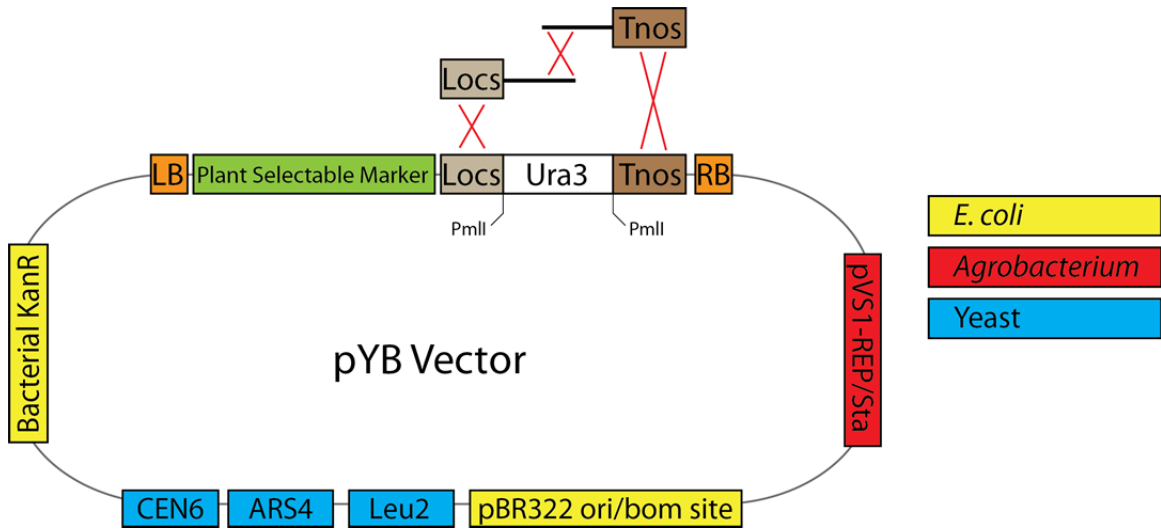 Tnos
Locs
LB
Plant Selectable Marker
Locs
Ura3
Tnos
RB
PmlI
PmlI
Bacterial KanR
pYB Vector
pVS1-REP/Sta
E. coli
Agrobacterium
Yeast
CEN6
ARS4
Leu2
pBR322 ori/bom site